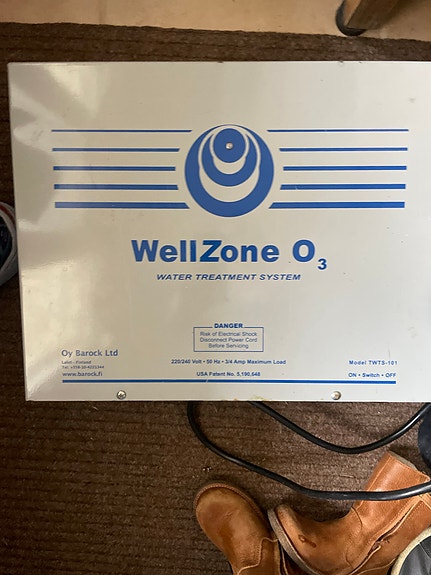 WellZone O3
WATER TREATMENT SYSTEM
DANGER
Risk of Electrical Shock
Disconnect Power Cord
Before Servicing
Oy Barock Ltd
Lahti - Finland
www.barock.fi
220/240 Volt • 50 Hz • 3/4 Amp Maximum Load
USA Patent No. 5,190,648
Model TWTS-101
ON • Switch • OFF